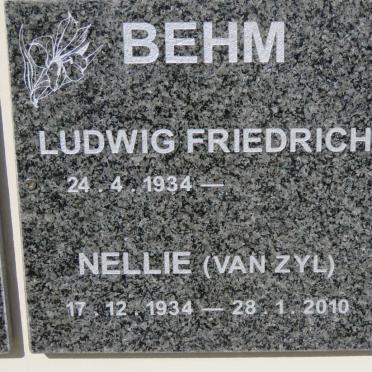 BEHM
LUDWIG FRIEDRICH
24 . 4 . 1934 —
NELLIE (VAN ZYL)
17 . 12 . 1934 — 28 . 1 . 2010